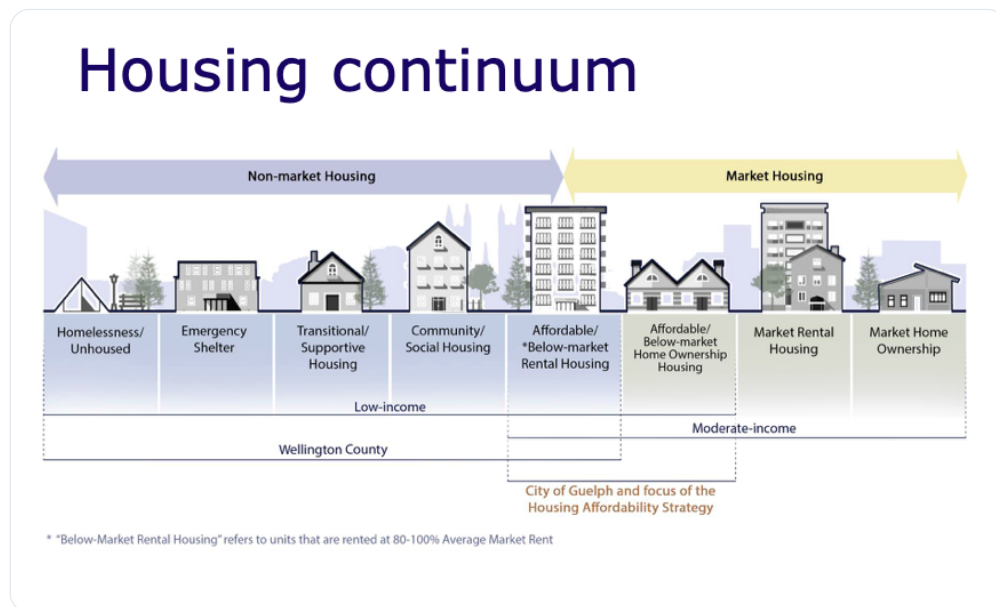 Housing continuum
Non-market Housing
Market Housing
Homelessness/
Unhoused
Emergency
Shelter
Transitional/
Supportive
Housing
Community/
Social Housing
Affordable/
*Below-market
Rental Housing
Affordable/
Below-market
Home Ownership
Housing
Market Rental
Housing
Market Home
Ownership
Low-income
Moderate-income
Wellington County
City of Guelph and focus of the
Housing Affordability Strategy
* "Below-Market Rental Housing" refers to units that are rented at 80-100% Average Market Rent